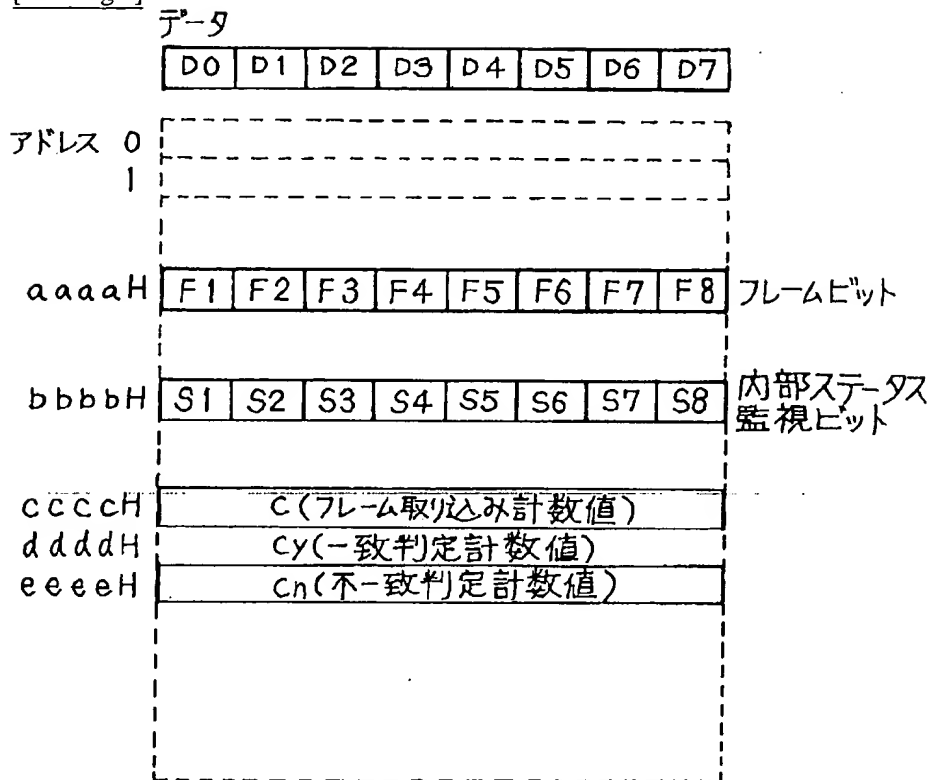 データ
D0 D1 D2 D3 D4 D5 D6 D7
アドレス 0
1
aaaaH F1 F2 F3 F4 F5 F6 F7 F8 フレームビット
bbbbH S1 S2 S3 S4 S5 S6 S7 S8 内部ステータス
監視ビット
ccccH C(フレーム取り込み計数値)
ddddH Cy(一致判定計数値)
eeeeH Cn(不一致判定計数値)